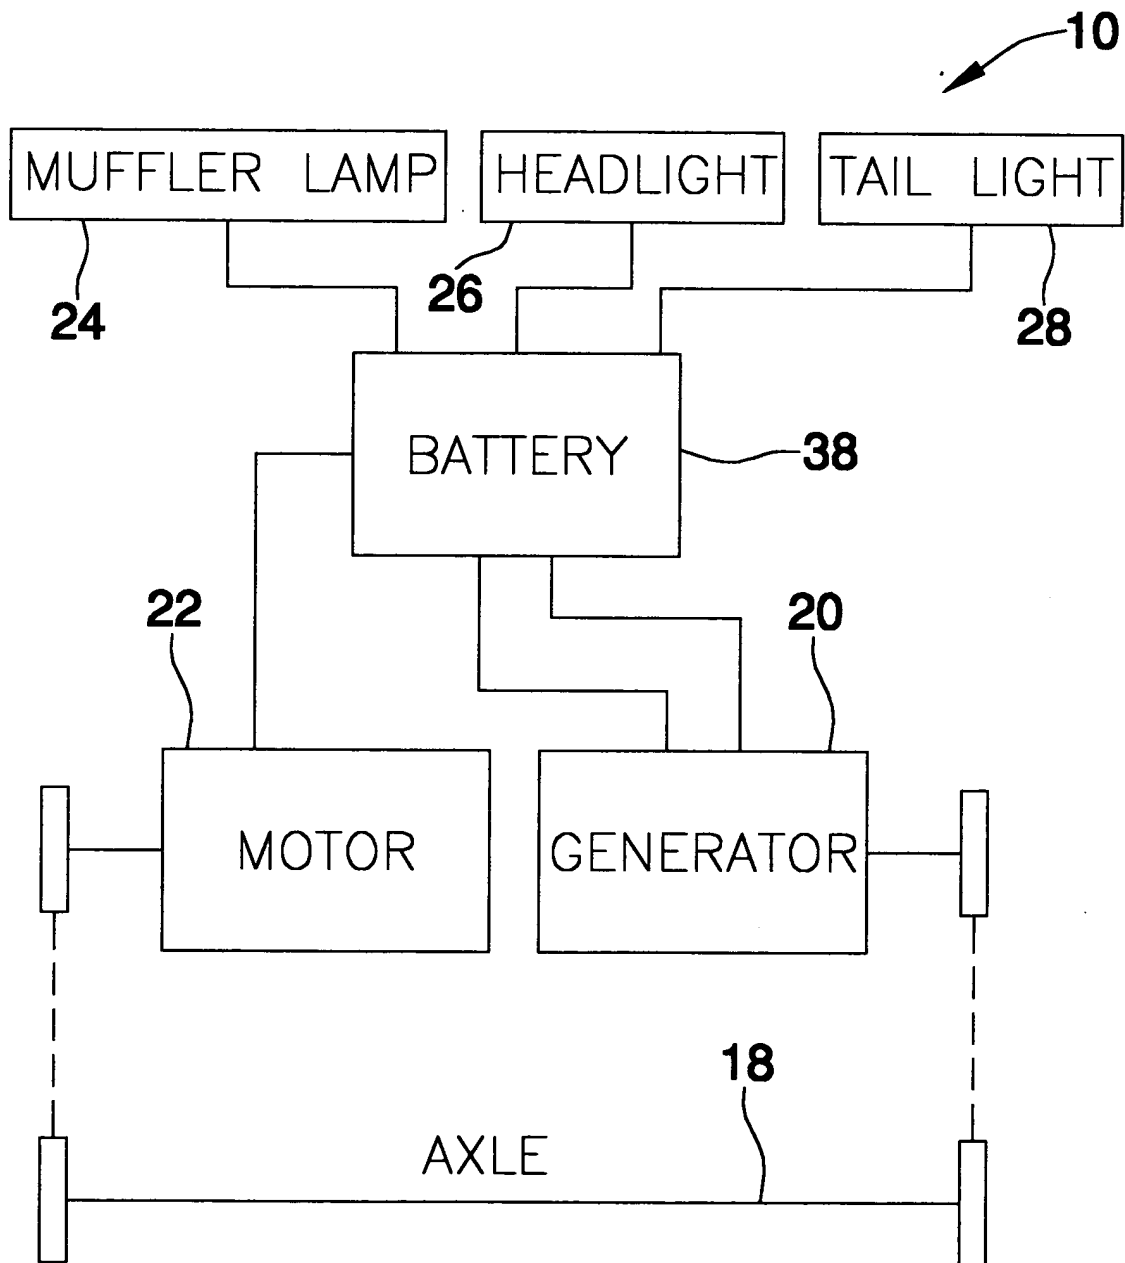 10
MUFFLER LAMP
HEADLIGHT
TAIL LIGHT
24
26
28
BATTERY
38
22
20
MOTOR
GENERATOR
18
AXLE